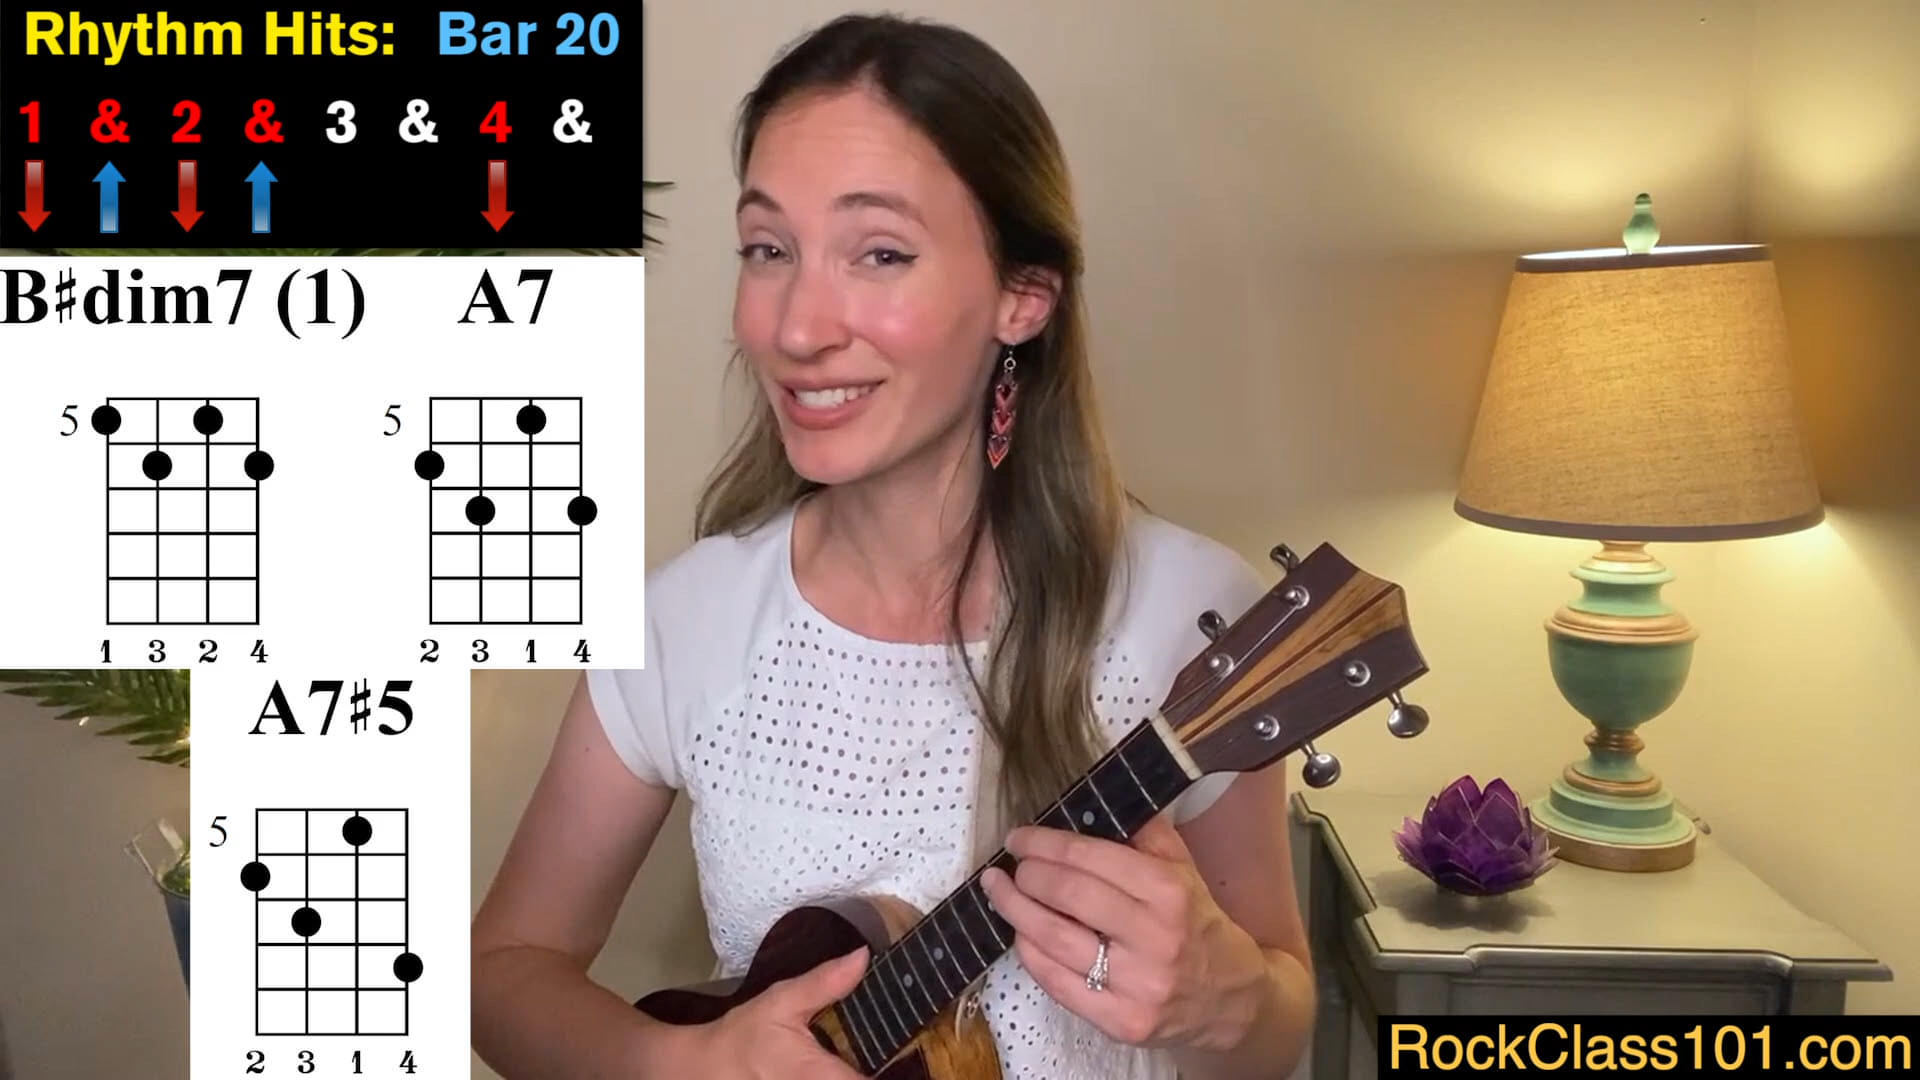 Rhythm Hits: Bar 20
1 & 2 & 3 & 4 &
B♯dim7 (1) A7
5 5
1 3 2 4 2 3 1 4
A7♯5
5
2 3 1 4
RockClass101.com